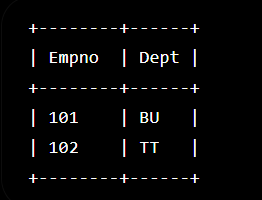 +--------+------+
| Empno  | Dept |
+--------+------+
| 101    | BU   |
| 102    | TT   |
+--------+------+